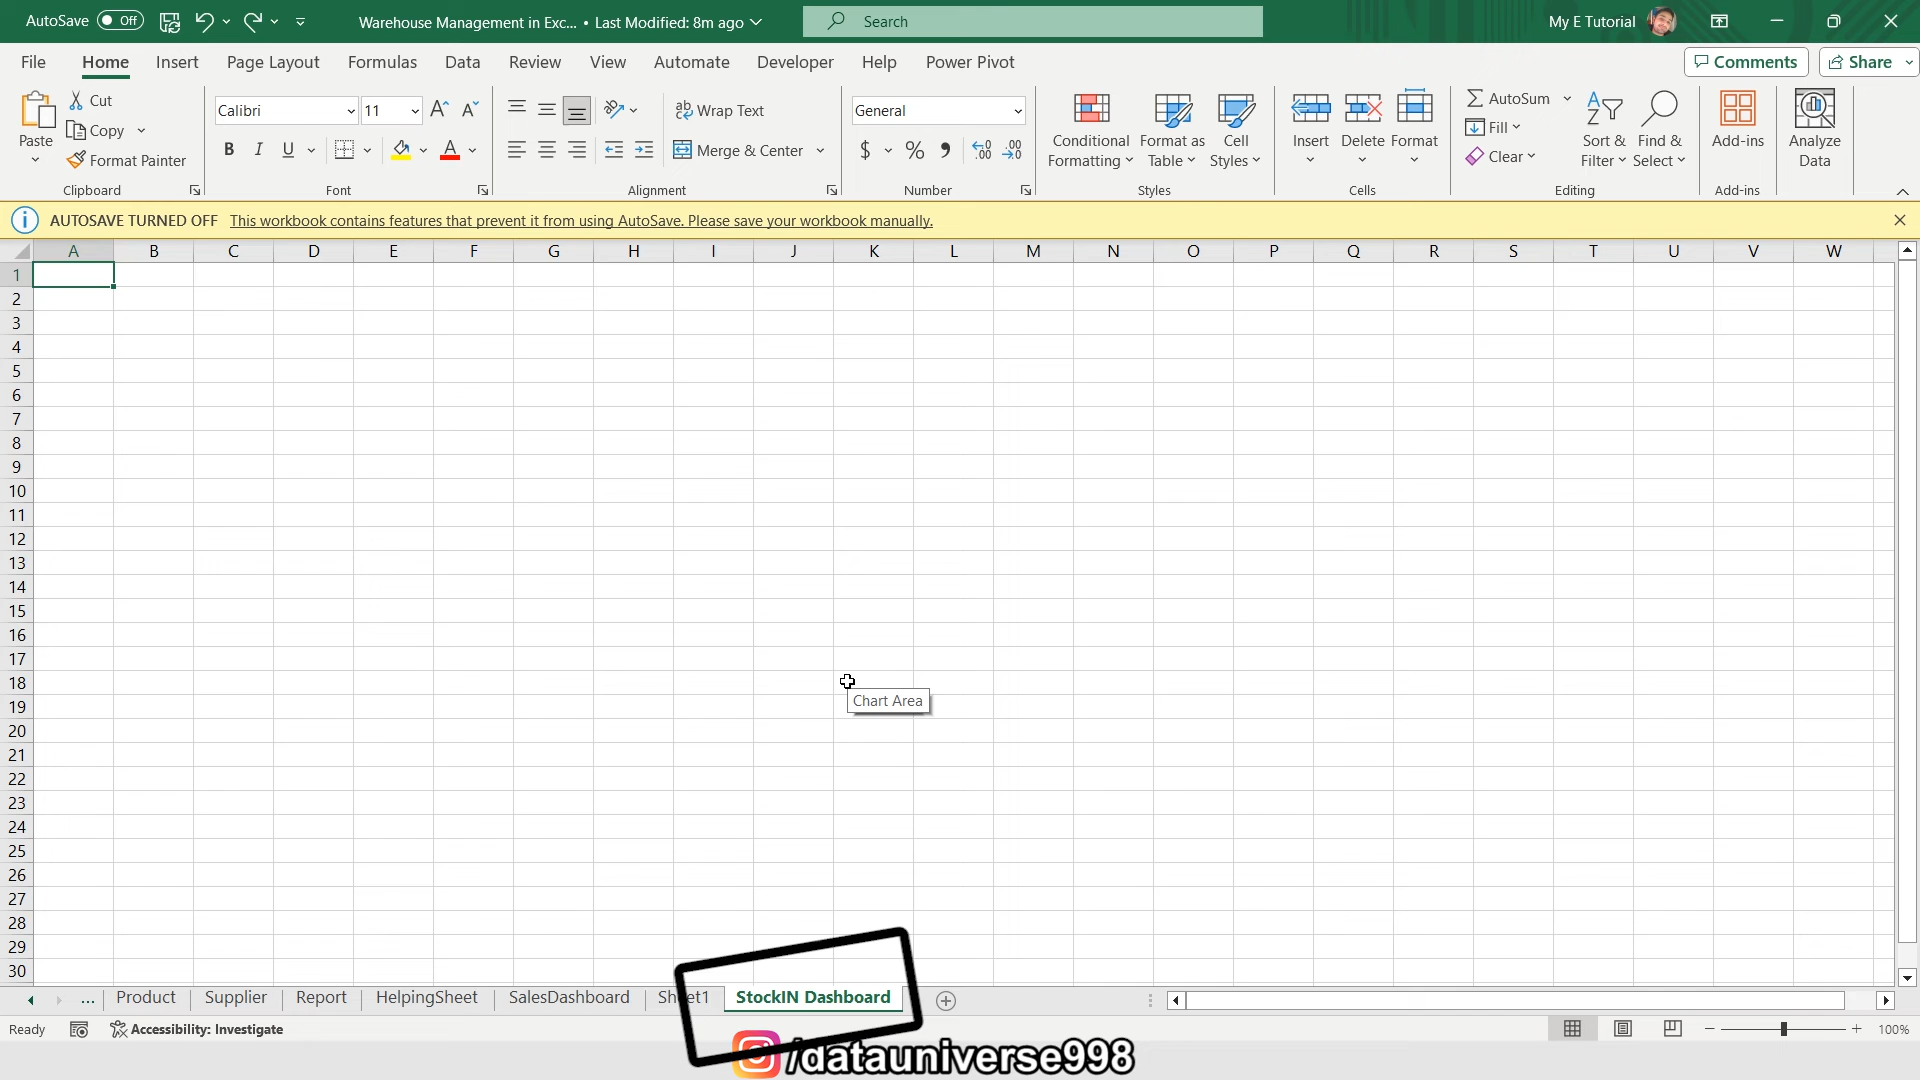 AutoSave Off Warehouse Management in Exc... • Last Modified: 8m ago Search My E Tutorial
File Home Insert Page Layout Formulas Data Review View Automate Developer Help Power Pivot Comments Share
Paste Cut Copy Format Painter Clipboard
Calibri 11 B I U A Font
Wrap Text Merge & Center Alignment
General $ % Number
Conditional Formatting Format as Table Cell Styles Styles
Insert Delete Format Cells
AutoSum Fill Clear Sort & Filter Find & Select Editing
Add-ins Add-ins
Analyze Data
AUTOSAVE TURNED OFF This workbook contains features that prevent it from using AutoSave. Please save your workbook manually.
A B C D E F G H I J K L M N O P Q R S T U V W
1
2
3
4
5
6
7
8
9
10
11
12
13
14
15
16
17
18
Chart Area
19
20
21
22
23
24
25
26
27
28
29
30
... Product Supplier Report HelpingSheet SalesDashboard Sheet1 StockIN Dashboard
Ready Accessibility: Investigate 100%
/datauniverse998